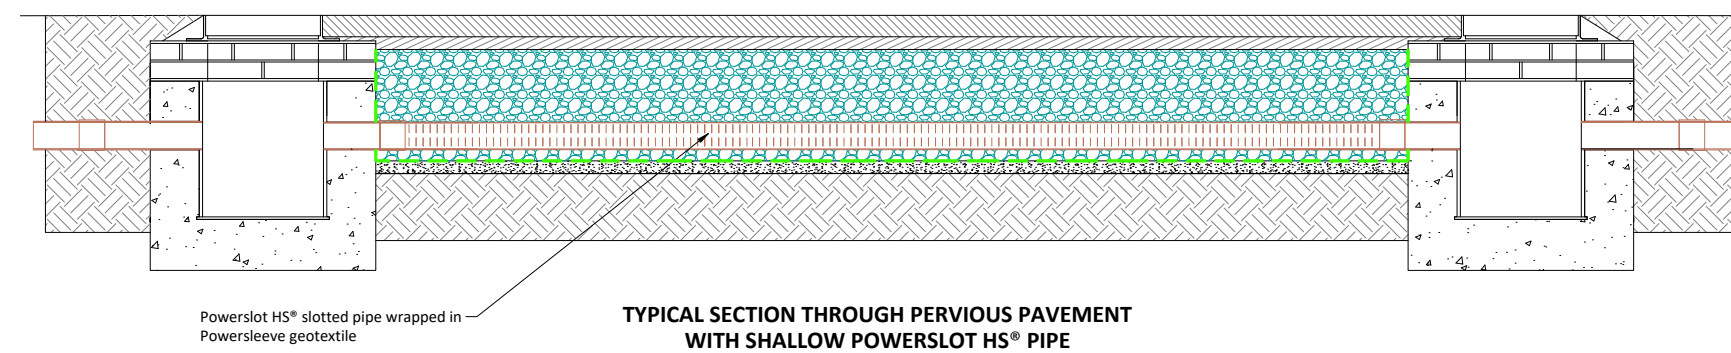 Powerslot HS® slotted pipe wrapped in
Powersleeve geotextile
TYPICAL SECTION THROUGH PERVIOUS PAVEMENT
WITH SHALLOW POWERSLOT HS® PIPE